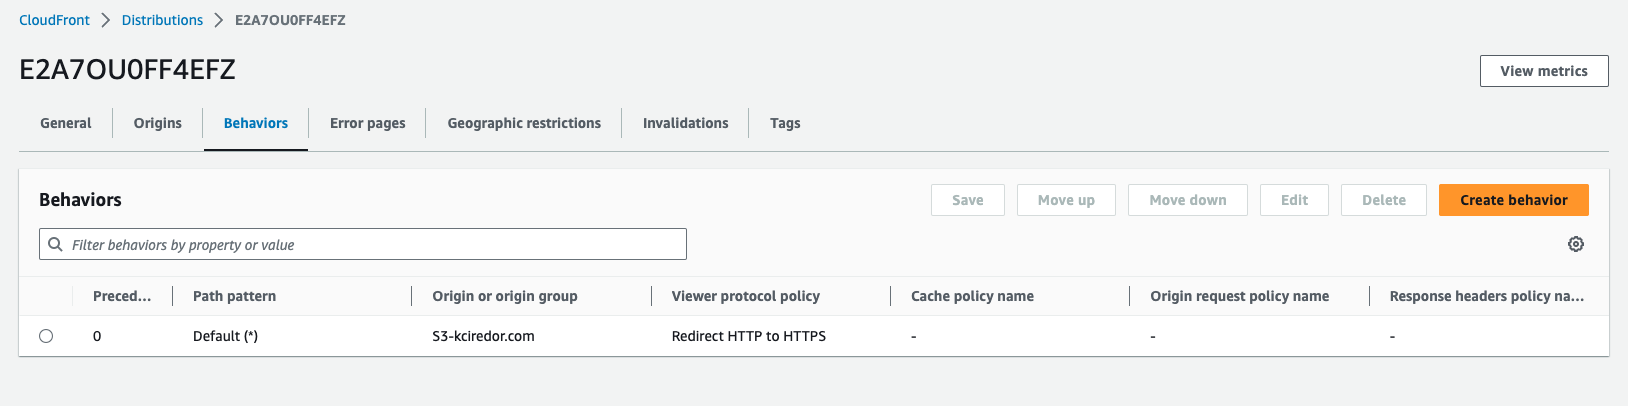 CloudFront > Distributions > E2A7OU0FF4EFZ
E2A7OU0FF4EFZ
View metrics
General Origins Behaviors Error pages Geographic restrictions Invalidations Tags
Behaviors
Save Move up Move down Edit Delete Create behavior
Filter behaviors by property or value
Preced... Path pattern Origin or origin group Viewer protocol policy Cache policy name Origin request policy name Response headers policy na...
0 Default (*) S3-kciredor.com Redirect HTTP to HTTPS - - -